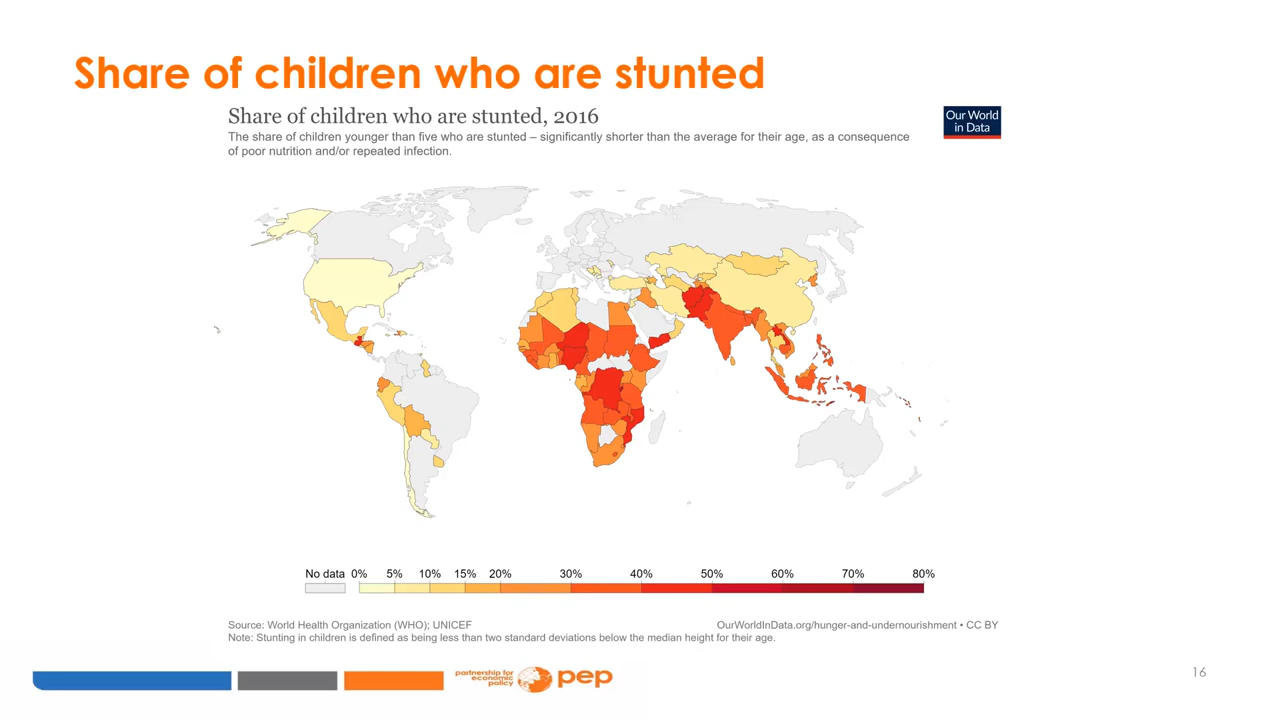 Share of children who are stunted
Share of children who are stunted, 2016
Our World
in Data
The share of children younger than five who are stunted – significantly shorter than the average for their age, as a consequence
of poor nutrition and/or repeated infection.
No data 0% 5% 10% 15% 20% 30% 40% 50% 60% 70% 80%
Source: World Health Organization (WHO); UNICEF
OurWorldInData.org/hunger-and-undernourishment • CC BY
Note: Stunting in children is defined as being less than two standard deviations below the median height for their age.
partnership for
economic
policy
pep
16